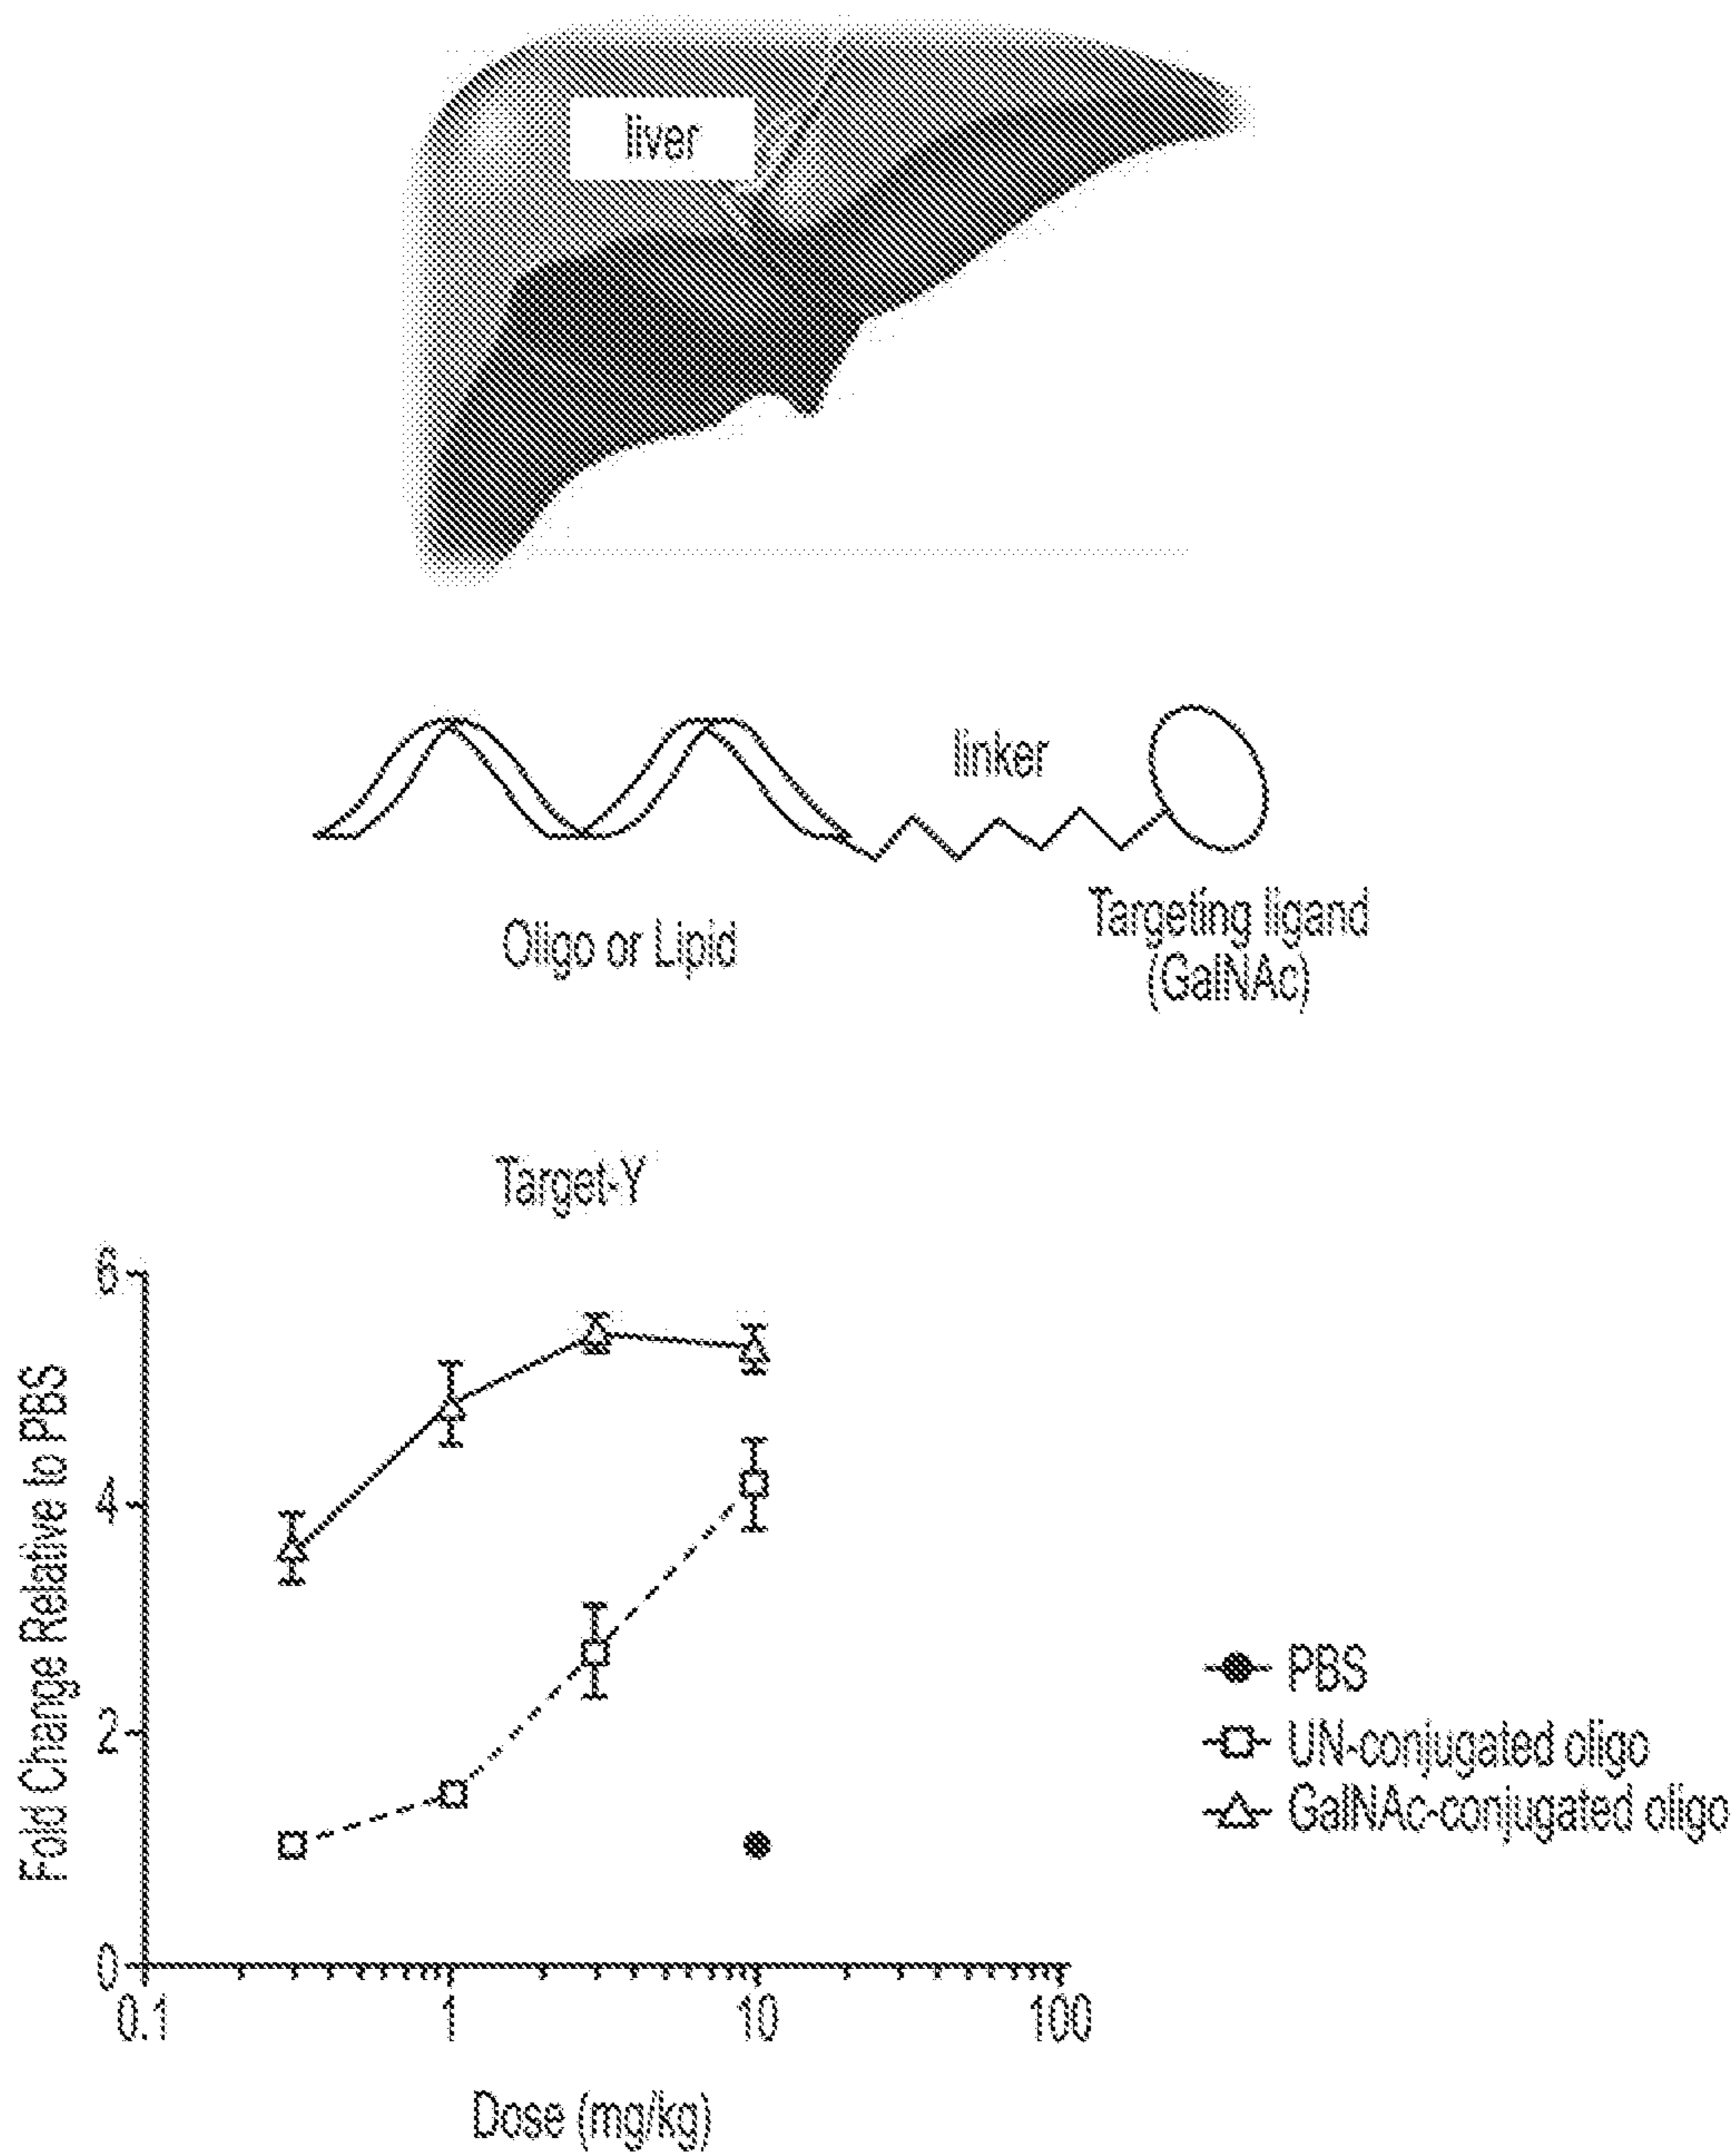 liver
linker
Oligo or Lipid
Targeting ligand
(GalNAc)
Target-Y
Fold Change Relative to PBS
6
4
2
0
0.1
1
10
100
Dose (mg/kg)
PBS
UN-conjugated oligo
GalNAc-conjugated oligo